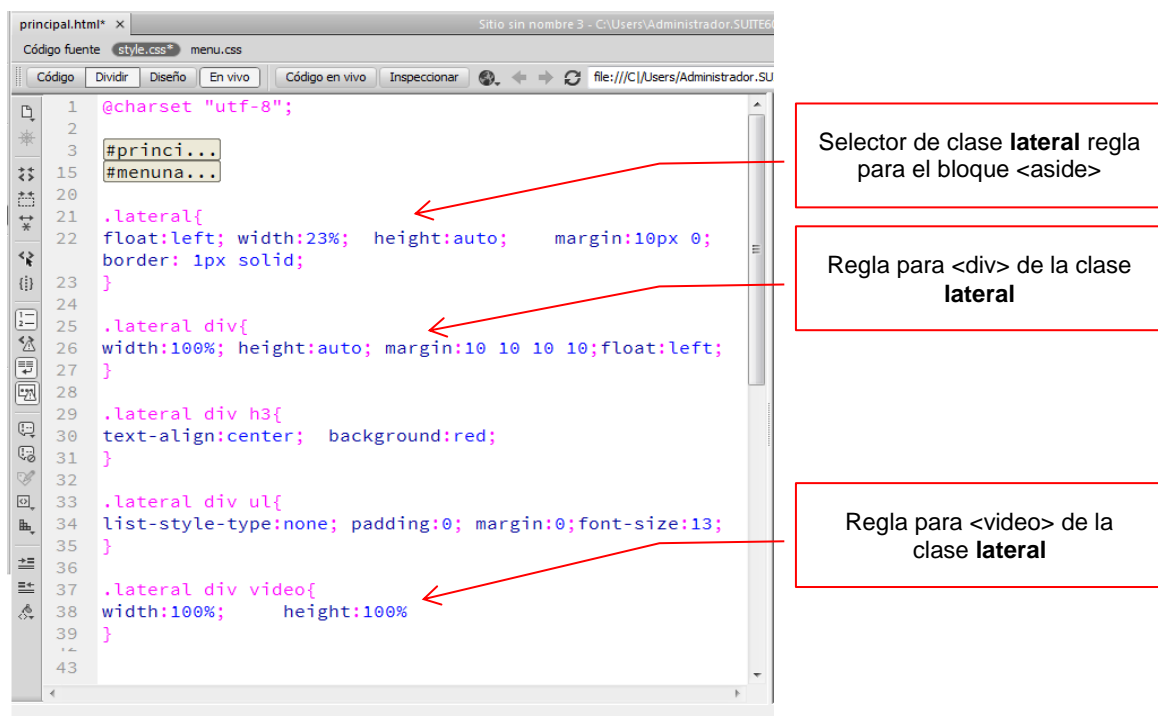 principal.html* ×
Sitio sin nombre 3 - C:\Users\Administrador.SUITE6
Código fuente style.css* menu.css
Código Dividir Diseño En vivo Código en vivo Inspeccionar file:///C|/Users/Administrador.SU
1 @charset "utf-8";
2
3 #princi...
15 #menuna...
20
21 .lateral{
22 float:left; width:23%; height:auto; margin:10px 0;
border: 1px solid;
23 }
24
25 .lateral div{
26 width:100%; height:auto; margin:10 10 10 10;float:left;
27 }
28
29 .lateral div h3{
30 text-align:center; background:red;
31 }
32
33 .lateral div ul{
34 list-style-type:none; padding:0; margin:0;font-size:13;
35 }
36
37 .lateral div video{
38 width:100%; height:100%
39 }
43
Selector de clase lateral regla
para el bloque <aside>
Regla para <div> de la clase
lateral
Regla para <video> de la
clase lateral